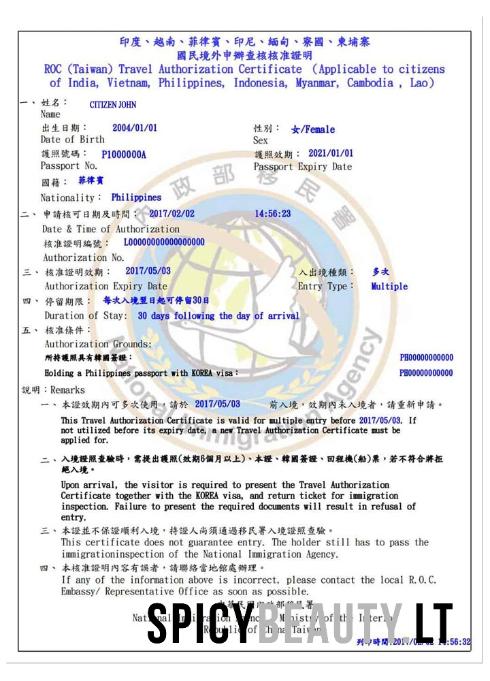 印度、越南、菲律賓、印尼、緬甸、寮國、柬埔寨
國民境外申辦查核核准證明
ROC (Taiwan) Travel Authorization Certificate (Applicable to citizens
of India, Vietnam, Philippines, Indonesia, Myanmar, Cambodia , Lao)
一、姓名： CITIZEN JOHN
Name
出生日期： 2004/01/01 性別： 女/Female
Date of Birth Sex
護照號碼： P1000000A 護照效期： 2021/01/01
Passport No. Passport Expiry Date
國籍： 菲律賓
Nationality： Philippines
二、申請核可日期及時間： 2017/02/02 14:56:23
Date & Time of Authorization
核准證明編號： L00000000000000000
Authorization No.
三、核准證明效期： 2017/05/03 入出境種類： 多次
Authorization Expiry Date Entry Type： Multiple
四、停留期限： 每次入境翌日起可停留30日
Duration of Stay: 30 days following the day of arrival
五、核准條件：
Authorization Grounds:
所持護照具有韓國簽證： PH00000000000
Holding a Philippines passport with KOREA visa： PH00000000000
說明：Remarks
一、本證效期內可多次使用，請於 2017/05/03 前入境，效期內未入境者，請重新申請。
This Travel Authorization Certificate is valid for multiple entry before 2017/05/03. If
not utilized before its expiry date, a new Travel Authorization Certificate must be
applied for.
二、入境證照查驗時，需提出護照(效期6個月以上)、本證、韓國簽證、回程機(船)票，若不符合將拒
絕入境。
Upon arrival, the visitor is required to present the Travel Authorization
Certificate together with the KOREA visa, and return ticket for immigration
inspection. Failure to present the required documents will result in refusal of
entry.
三、本證並不保證順利入境，持證人尚須通過移民署入境證照查驗。
This certificate does not guarantee entry. The holder still has to pass the
immigrationinspection of the National Immigration Agency.
四、本核准證明內容有誤者，請聯絡當地館處辦理。
If any of the information above is incorrect, please contact the local R.O.C.
Embassy/ Representative Office as soon as possible.
中華民國內政部移民署
National Immigration Agency, Ministry of the Interior
Republic of China Taiwan
SPICYBEAUTY.LT
列印時間:2017/02/02 14:56:32